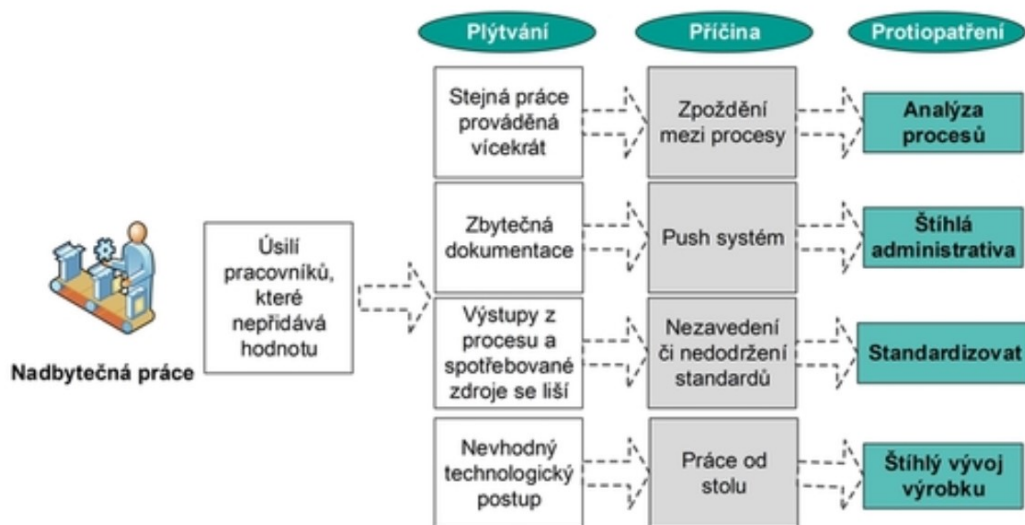 Plýtvání
Příčina
Protiopatření
Stejná práce
prováděná
vícekrát
Zpoždění
mezi procesy
Analýza
procesů
Zbytečná
dokumentace
Push systém
Štíhlá
administrativa
Úsilí
pracovníků,
které
nepřidává
hodnotu
Nadbytečná práce
Výstupy z
procesu a
spotřebované
zdroje se liší
Nezavedení
či nedodržení
standardů
Standardizovat
Nevhodný
technologický
postup
Práce od
stolu
Štíhlý vývoj
výrobku